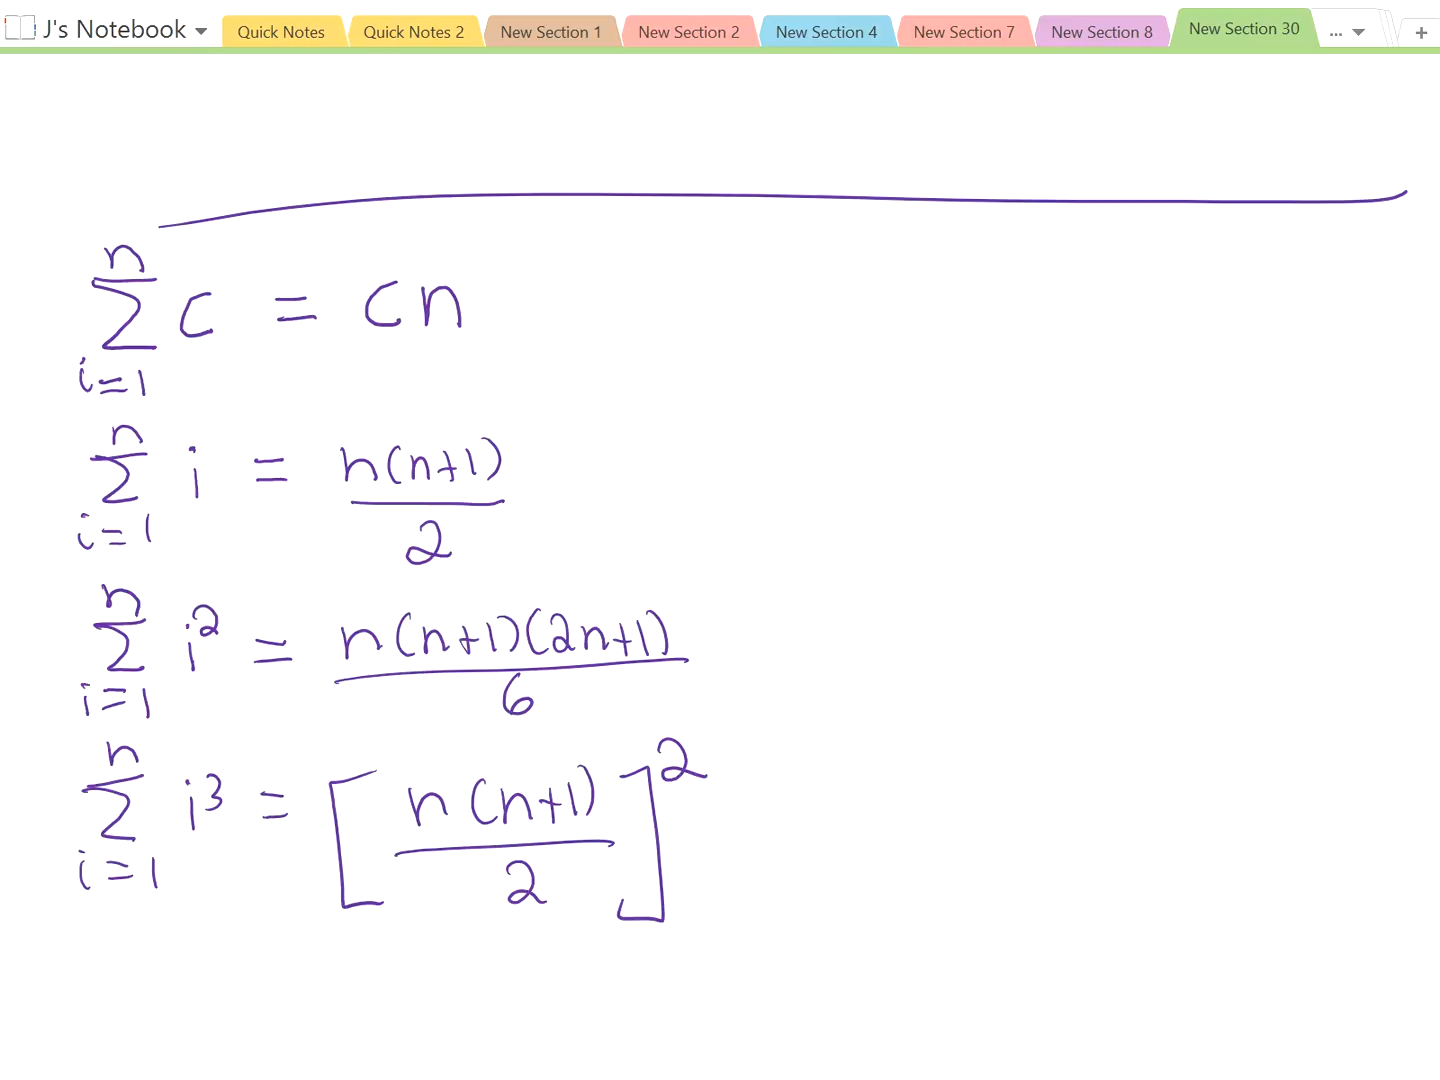 J's Notebook Quick Notes Quick Notes 2 New Section 1 New Section 2 New Section 4 New Section 7 New Section 8 New Section 30 ... +
n
∑ c = cn
i=1
n
∑ i = n(n+1)
2
i=1
n
∑ i² = n(n+1)(2n+1)
6
i=1
n
∑ i³ = [n(n+1)]²
2
i=1